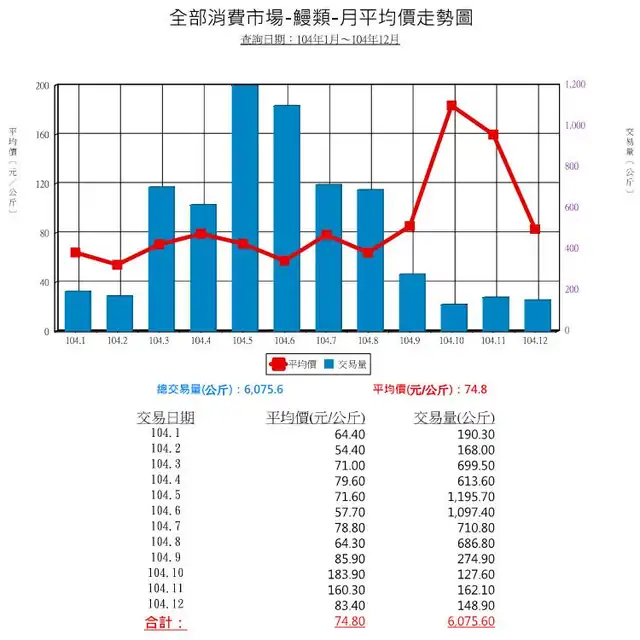 全部消費市場-鰻類-月平均價走勢圖
查詢日期：104年1月～104年12月
200 1,200
160 1,000
120 800
80 600
40 400
0 200
0
平均價（元／公斤）
交易量（公斤）
104.1 104.2 104.3 104.4 104.5 104.6 104.7 104.8 104.9 104.10 104.11 104.12
平均價 交易量
總交易量(公斤)：6,075.6 平均價(元/公斤)：74.8
交易日期 平均價(元/公斤) 交易量(公斤)
104.1 64.40 190.30
104.2 54.40 168.00
104.3 71.00 699.50
104.4 79.60 613.60
104.5 71.60 1,195.70
104.6 57.70 1,097.40
104.7 78.80 710.80
104.8 64.30 686.80
104.9 85.90 274.90
104.10 183.90 127.60
104.11 160.30 162.10
104.12 83.40 148.90
合計： 74.80 6,075.60